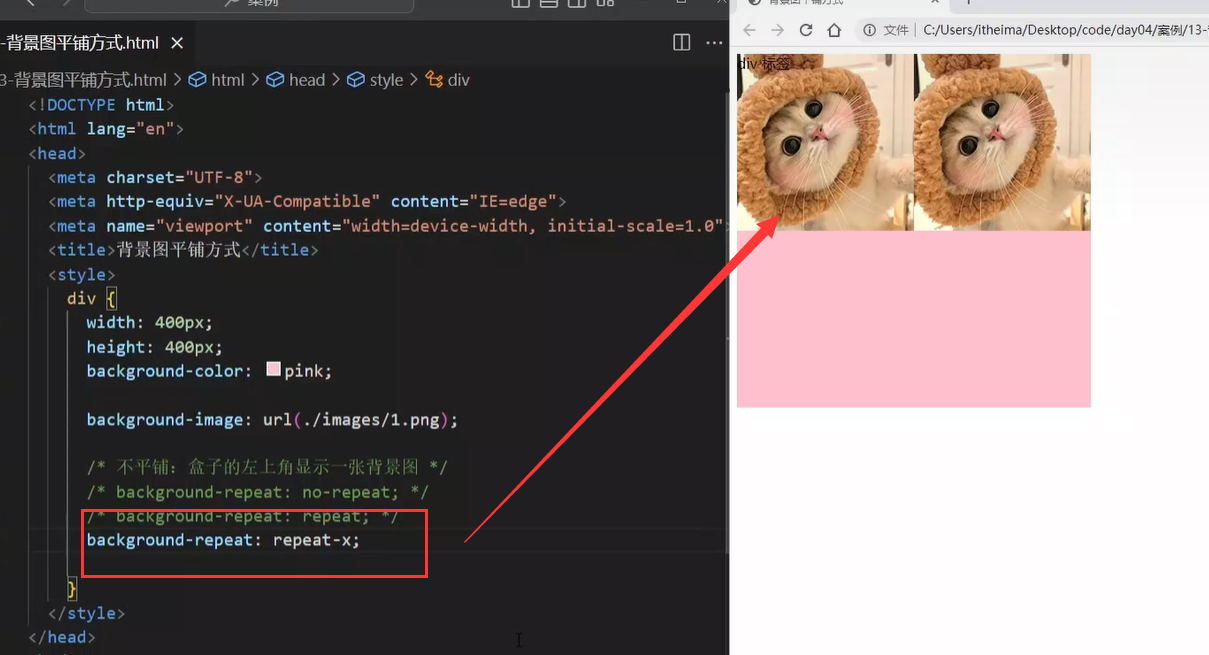 案例
-背景图平铺方式.html
3-背景图平铺方式.html > html > head > style > div
<!DOCTYPE html>
<html lang="en">
<head>
<meta charset="UTF-8">
<meta http-equiv="X-UA-Compatible" content="IE=edge">
<meta name="viewport" content="width=device-width, initial-scale=1.0"
<title>背景图平铺方式</title>
<style>
div {
width: 400px;
height: 400px;
background-color: pink;
background-image: url(./images/1.png);
/* 不平铺: 盒子的左上角显示一张背景图 */
/* background-repeat: no-repeat; */
/* background-repeat: repeat; */
background-repeat: repeat-x;
}
</style>
</head>
背景图平铺方式
文件 C:/Users/itheima/Desktop/code/day04/案例/13-
div 标签